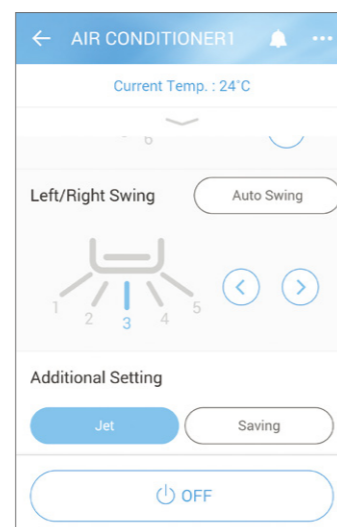 AIR CONDITIONER1
Current Temp. : 24°C
6
Left/Right Swing
Auto Swing
1 2 3 4 5
Additional Setting
Jet
Saving
OFF